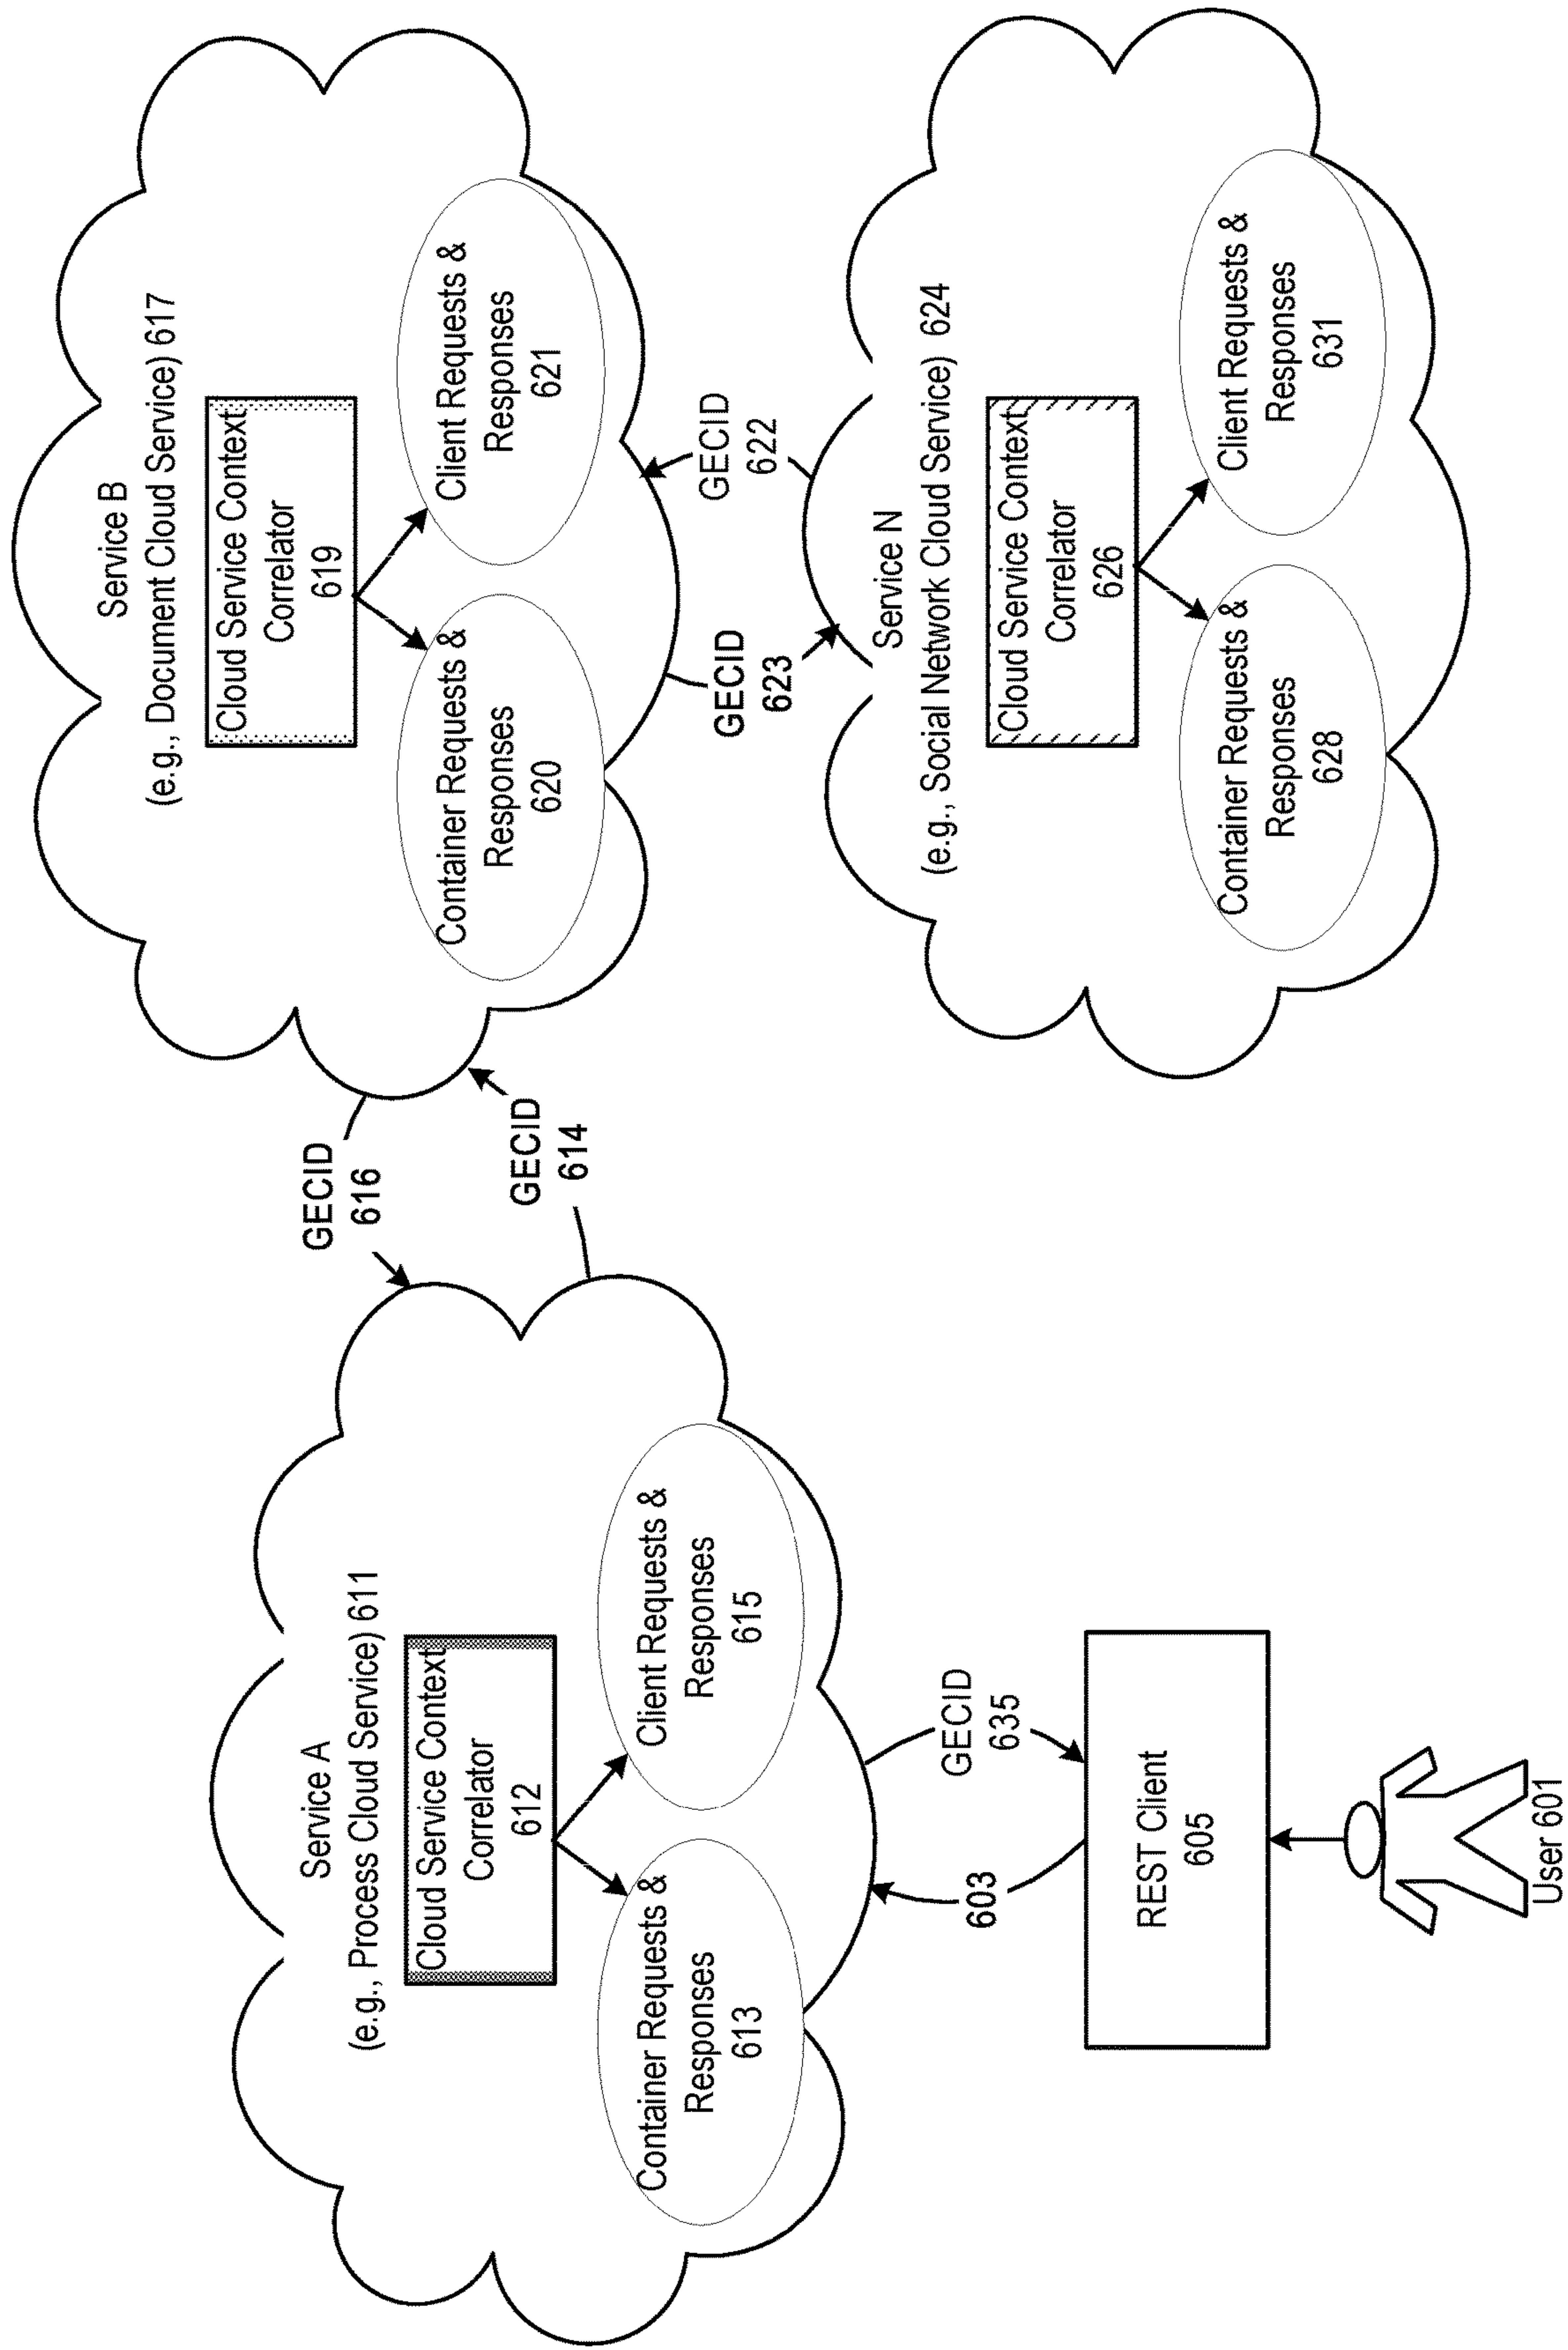 Service A
(e.g., Process Cloud Service) 611
Cloud Service Context
Correlator
612
Container Requests &
Responses
613
Client Requests &
Responses
615
603
GECID
635
REST Client
605
User 601
GECID
616
GECID
614
Service B
(e.g., Document Cloud Service) 617
Cloud Service Context
Correlator
619
Container Requests &
Responses
620
Client Requests &
Responses
621
GECID
623
GECID
622
Service N
(e.g., Social Network Cloud Service) 624
Cloud Service Context
Correlator
626
Container Requests &
Responses
628
Client Requests &
Responses
631